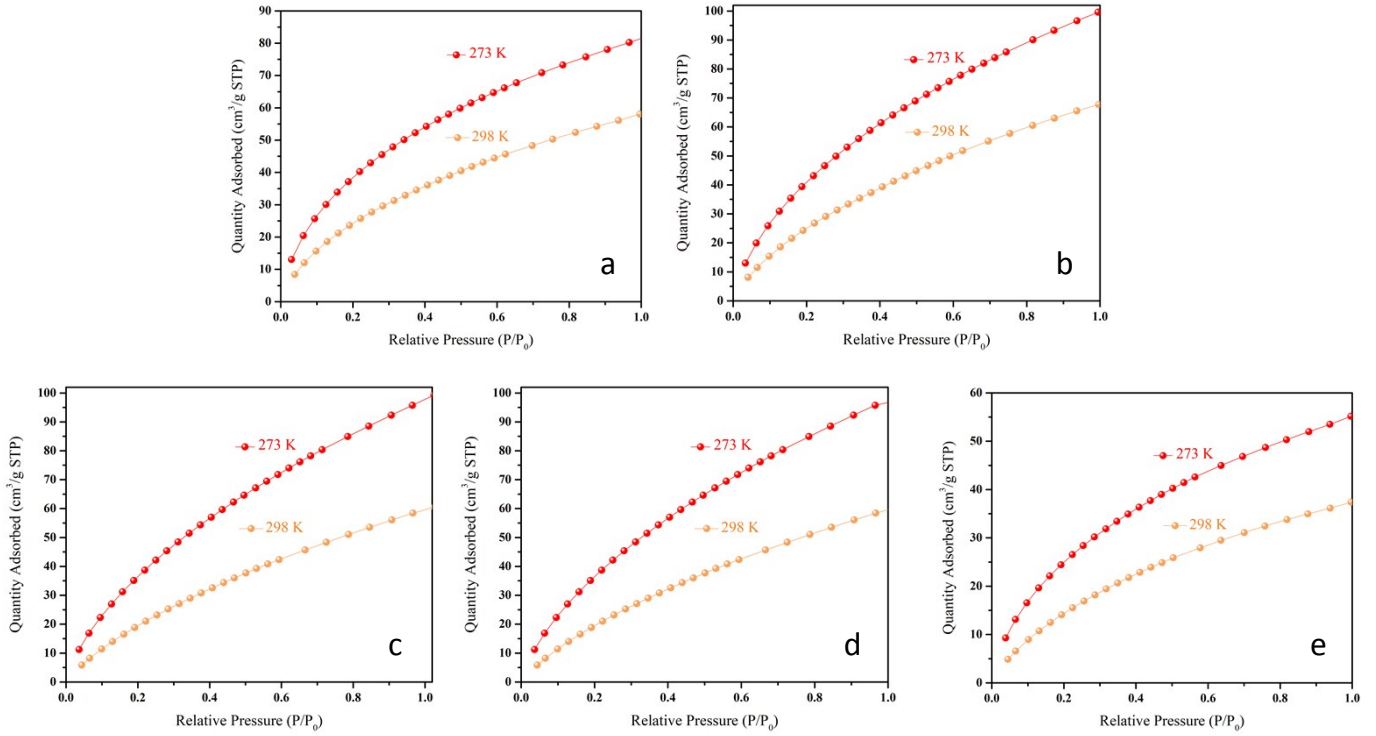 Quantity Adsorbed (cm³/g STP)
90
80
70
60
50
40
30
20
10
0
273 K
298 K
a
0.0 0.2 0.4 0.6 0.8 1.0
Relative Pressure (P/P₀)
Quantity Adsorbed (cm³/g STP)
100
90
80
70
60
50
40
30
20
10
0
273 K
298 K
b
0.0 0.2 0.4 0.6 0.8 1.0
Relative Pressure (P/P₀)
Quantity Adsorbed (cm³/g STP)
100
90
80
70
60
50
40
30
20
10
0
273 K
298 K
c
0.0 0.2 0.4 0.6 0.8 1.0
Relative Pressure (P/P₀)
Quantity Adsorbed (cm³/g STP)
100
90
80
70
60
50
40
30
20
10
0
273 K
298 K
d
0.0 0.2 0.4 0.6 0.8 1.0
Relative Pressure (P/P₀)
Quantity Adsorbed (cm³/g STP)
60
50
40
30
20
10
0
273 K
298 K
e
0.0 0.2 0.4 0.6 0.8 1.0
Relative Pressure (P/P₀)